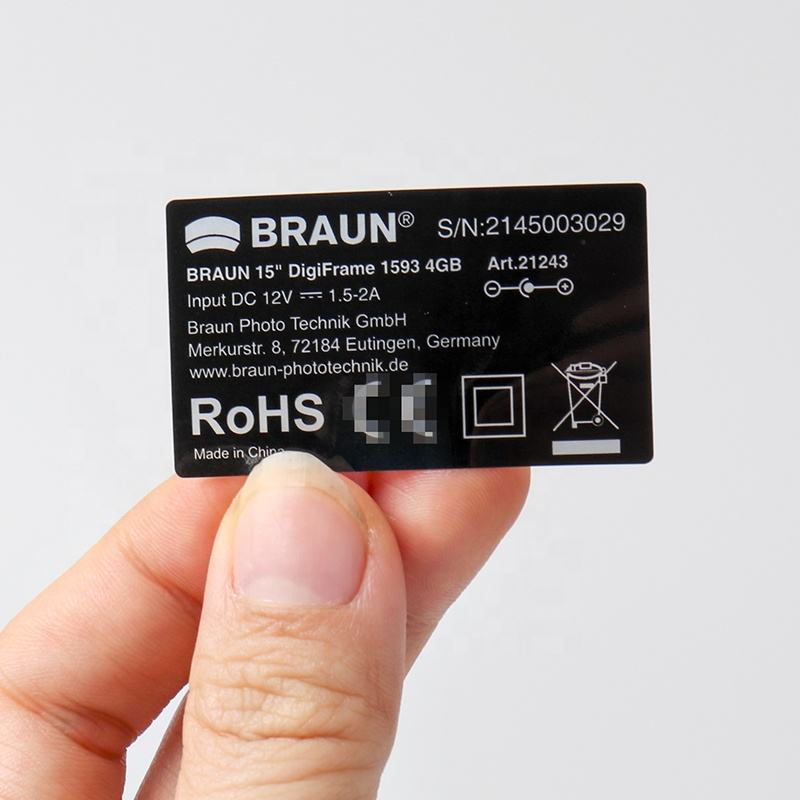 BRAUN® S/N:2145003029
BRAUN 15" DigiFrame 1593 4GB Art.21243
Input DC 12V ⎓ 1.5-2A
Braun Photo Technik GmbH
Merkurstr. 8, 72184 Eutingen, Germany
www.braun-phototechnik.de
RoHS
Made in China